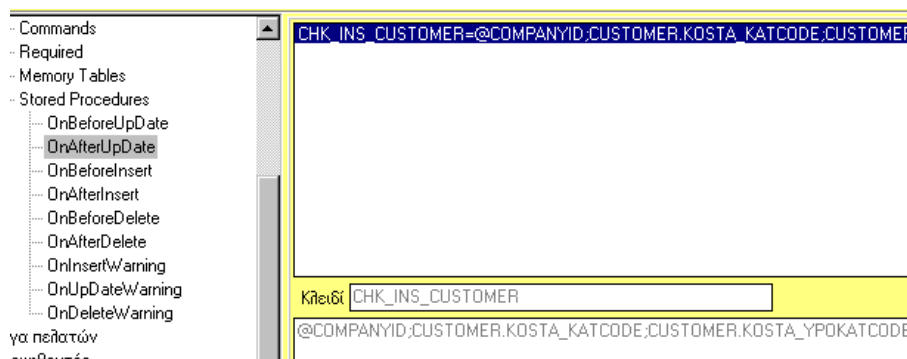 Commands
Required
Memory Tables
Stored Procedures
OnBeforeUpDate
OnAfterUpDate
OnBeforeInsert
OnAfterInsert
OnBeforeDelete
OnAfterDelete
OnInsertWarning
OnUpDateWarning
OnDeleteWarning
γα πελατών
CHK_INS_CUSTOMER=@COMPANYID;CUSTOMER.KOSTA_KATCODE;CUSTOMER
Κλειδί CHK_INS_CUSTOMER
@COMPANYID;CUSTOMER.KOSTA_KATCODE;CUSTOMER.KOSTA_YPOKATCODE